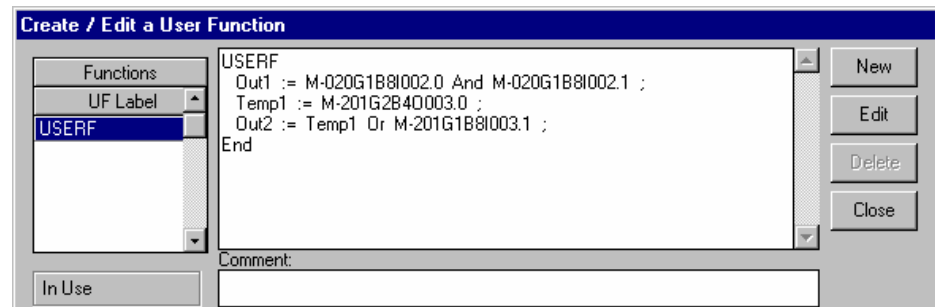 Create / Edit a User Function
Functions
UF Label
USERF
In Use
USERF
Out1 := M-020G1B8I002.0 And M-020G1B8I002.1 ;
Temp1 := M-201G2B4O003.0 ;
Out2 := Temp1 Or M-201G1B8I003.1 ;
End
Comment:
New
Edit
Delete
Close